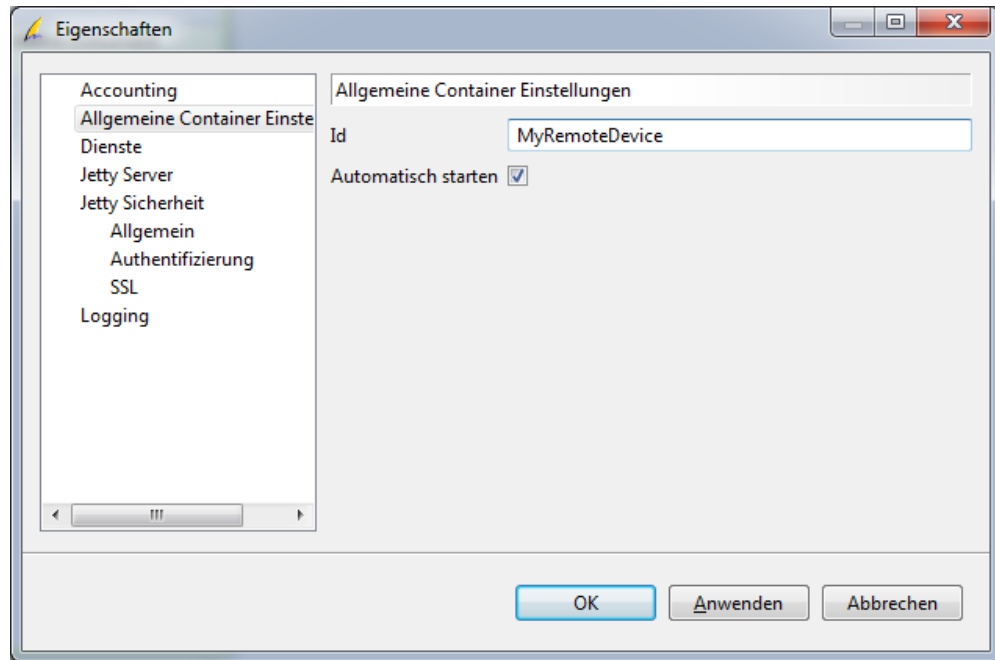 Eigenschaften
Accounting
Allgemeine Container Einste
Dienste
Jetty Server
Jetty Sicherheit
Allgemein
Authentifizierung
SSL
Logging
Allgemeine Container Einstellungen
Id MyRemoteDevice
Automatisch starten
OK Anwenden Abbrechen